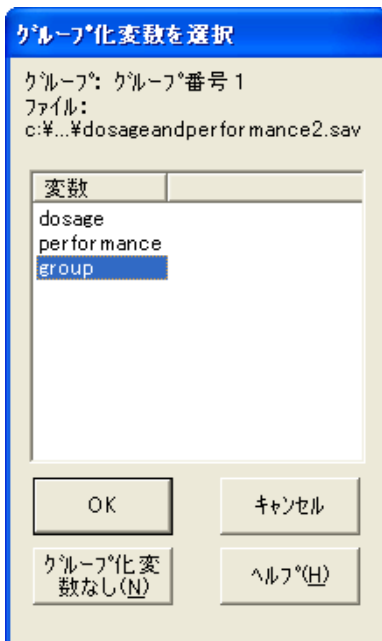 ｸﾞﾙｰﾌﾟ化変数を選択
ｸﾞﾙｰﾌﾟ: ｸﾞﾙｰﾌﾟ番号 1
ﾌｧｲﾙ:
c:¥...¥dosageandperformance2.sav
変数
dosage
performance
group
OK
ｷｬﾝｾﾙ
ｸﾞﾙｰﾌﾟ化変
数なし(N)
ﾍﾙﾌﾟ(H)